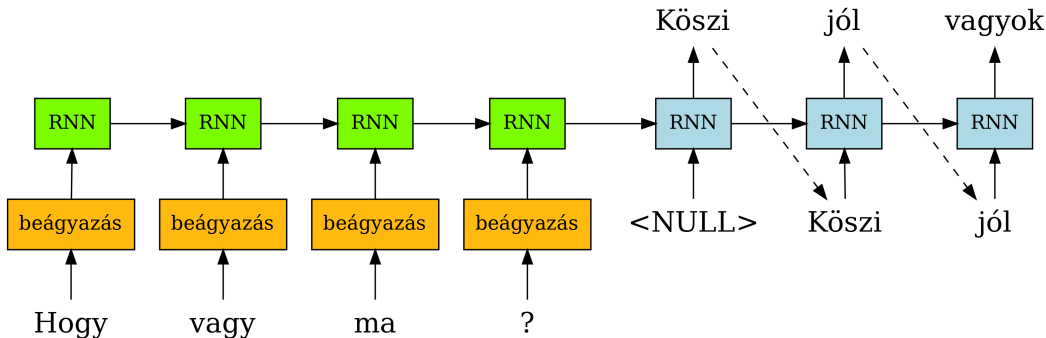 Köszi jól vagyok
RNN RNN RNN RNN RNN RNN RNN
beágyazás beágyazás beágyazás beágyazás <NULL> Köszi jól
Hogy vagy ma ?